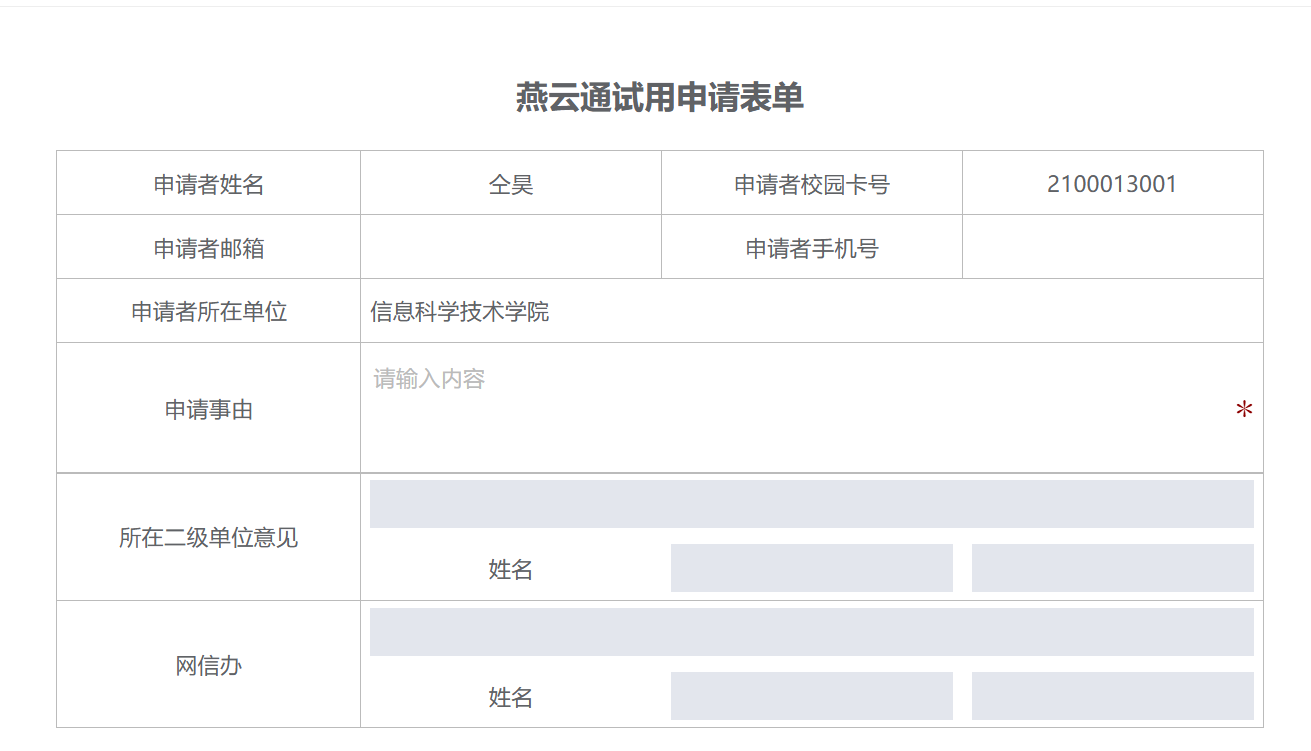 燕云通试用申请表单
申请者姓名 仝昊 申请者校园卡号 2100013001
申请者邮箱 申请者手机号
申请者所在单位 信息科学技术学院
请输入内容
申请事由 *
所在二级单位意见
姓名
网信办
姓名